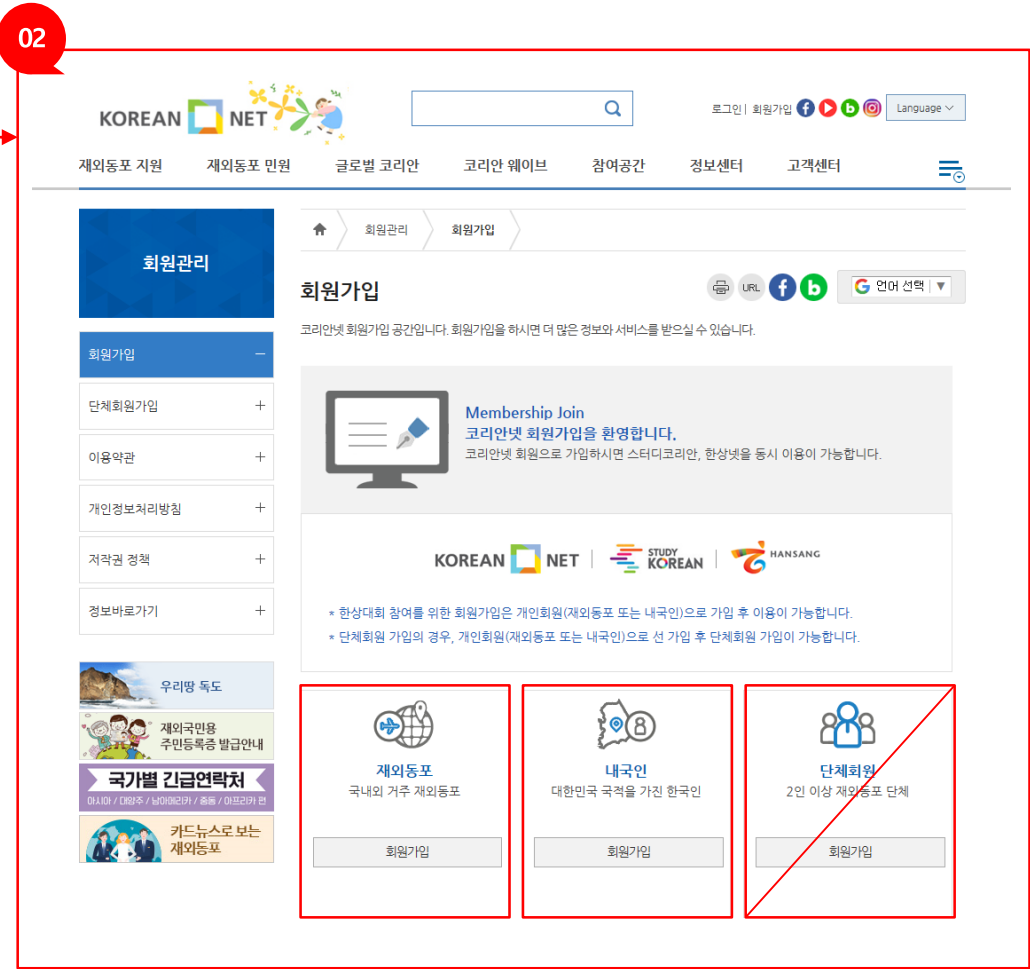 02
KOREAN NET
로그인 | 회원가입
Language
재외동포 지원 재외동포 민원 글로벌 코리안 코리안 웨이브 참여공간 정보센터 고객센터
회원관리
회원가입
단체회원가입
이용약관
개인정보처리방침
저작권 정책
정보바로가기
우리땅 독도
재외국민용
주민등록증 발급안내
국가별 긴급연락처
아시아 / 대양주 / 남아메리카 / 중동 / 아프리카 편
카드뉴스로 보는
재외동포
회원관리 회원가입
회원가입
URL
G 언어 선택 ▼
코리안넷 회원가입 공간입니다. 회원가입을 하시면 더 많은 정보와 서비스를 받으실 수 있습니다.
Membership Join
코리안넷 회원가입을 환영합니다.
코리안넷 회원으로 가입하시면 스터디코리안, 한상넷을 동시 이용이 가능합니다.
KOREAN NET
STUDY
KOREAN
HANSANG
* 한상대회 참여를 위한 회원가입은 개인회원(재외동포 또는 내국인)으로 가입 후 이용이 가능합니다.
* 단체회원 가입의 경우, 개인회원(재외동포 또는 내국인)으로 선 가입 후 단체회원 가입이 가능합니다.
재외동포
국내외 거주 재외동포
회원가입
내국인
대한민국 국적을 가진 한국인
회원가입
단체회원
2인 이상 재외동포 단체
회원가입